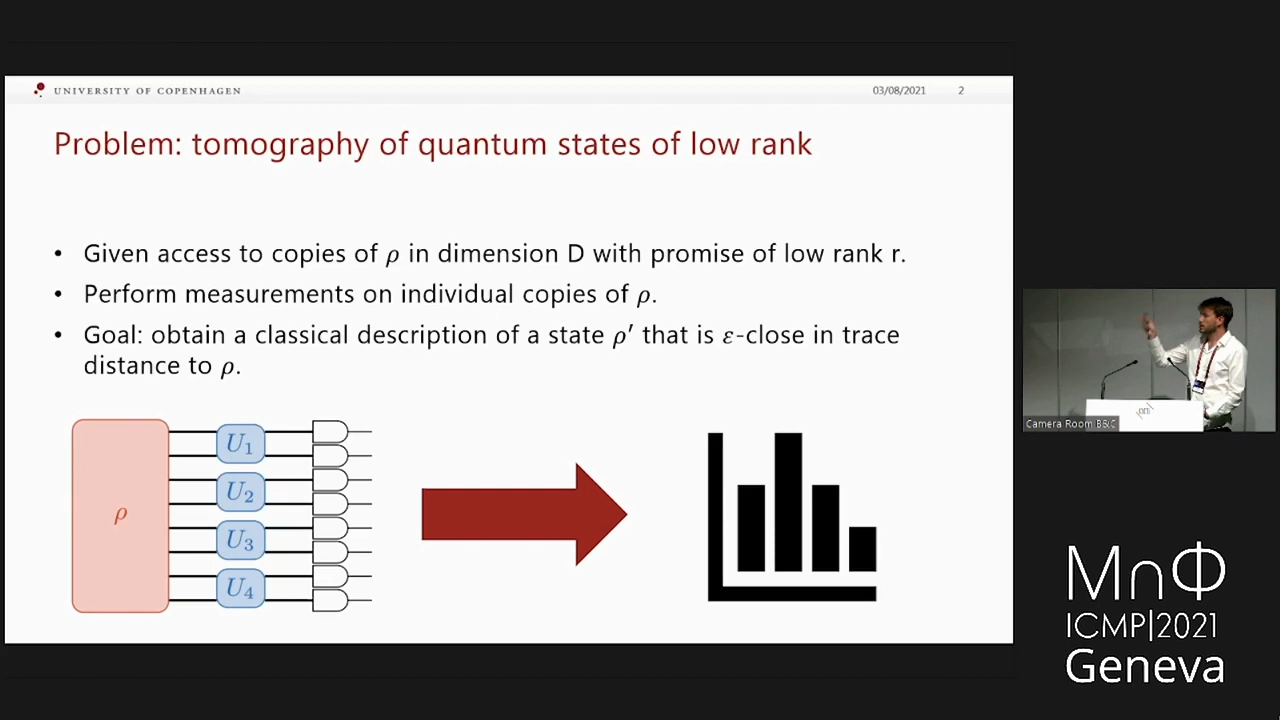 UNIVERSITY OF COPENHAGEN 03/08/2021 2
Problem: tomography of quantum states of low rank
• Given access to copies of ρ in dimension D with promise of low rank r.
• Perform measurements on individual copies of ρ.
• Goal: obtain a classical description of a state ρ′ that is ε-close in trace
distance to ρ.
ρ
U₁
U₂
U₃
U₄
Camera Room B&C
M∩Φ
ICMP|2021
Geneva